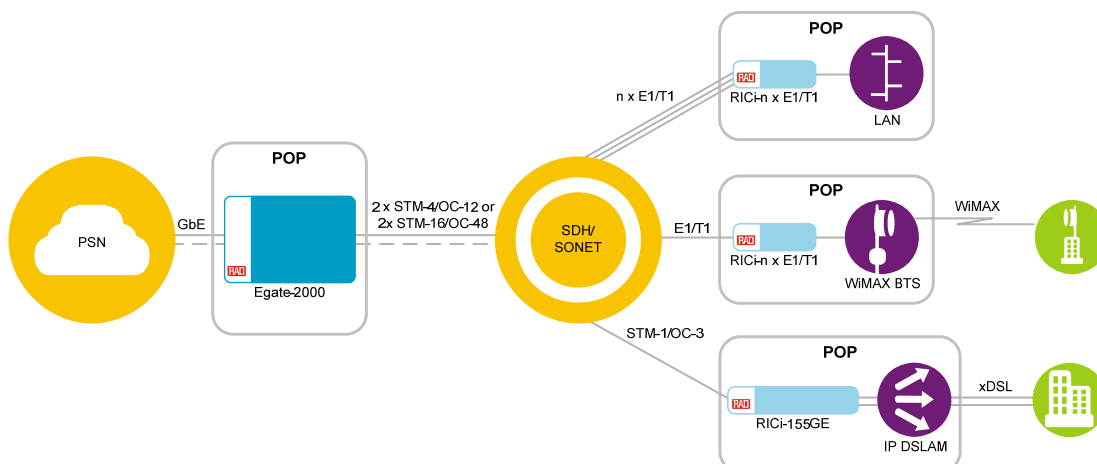 POP
RAD
n x E1/T1
RICi-n x E1/T1
LAN
POP
PSN
GbE
RAD
Egate-2000
2 x STM-4/OC-12 or
2x STM-16/OC-48
SDH/
SONET
POP
E1/T1
RAD
RICi-n x E1/T1
WiMAX BTS
WiMAX
STM-1/OC-3
POP
RAD
RICi-155GE
IP DSLAM
xDSL